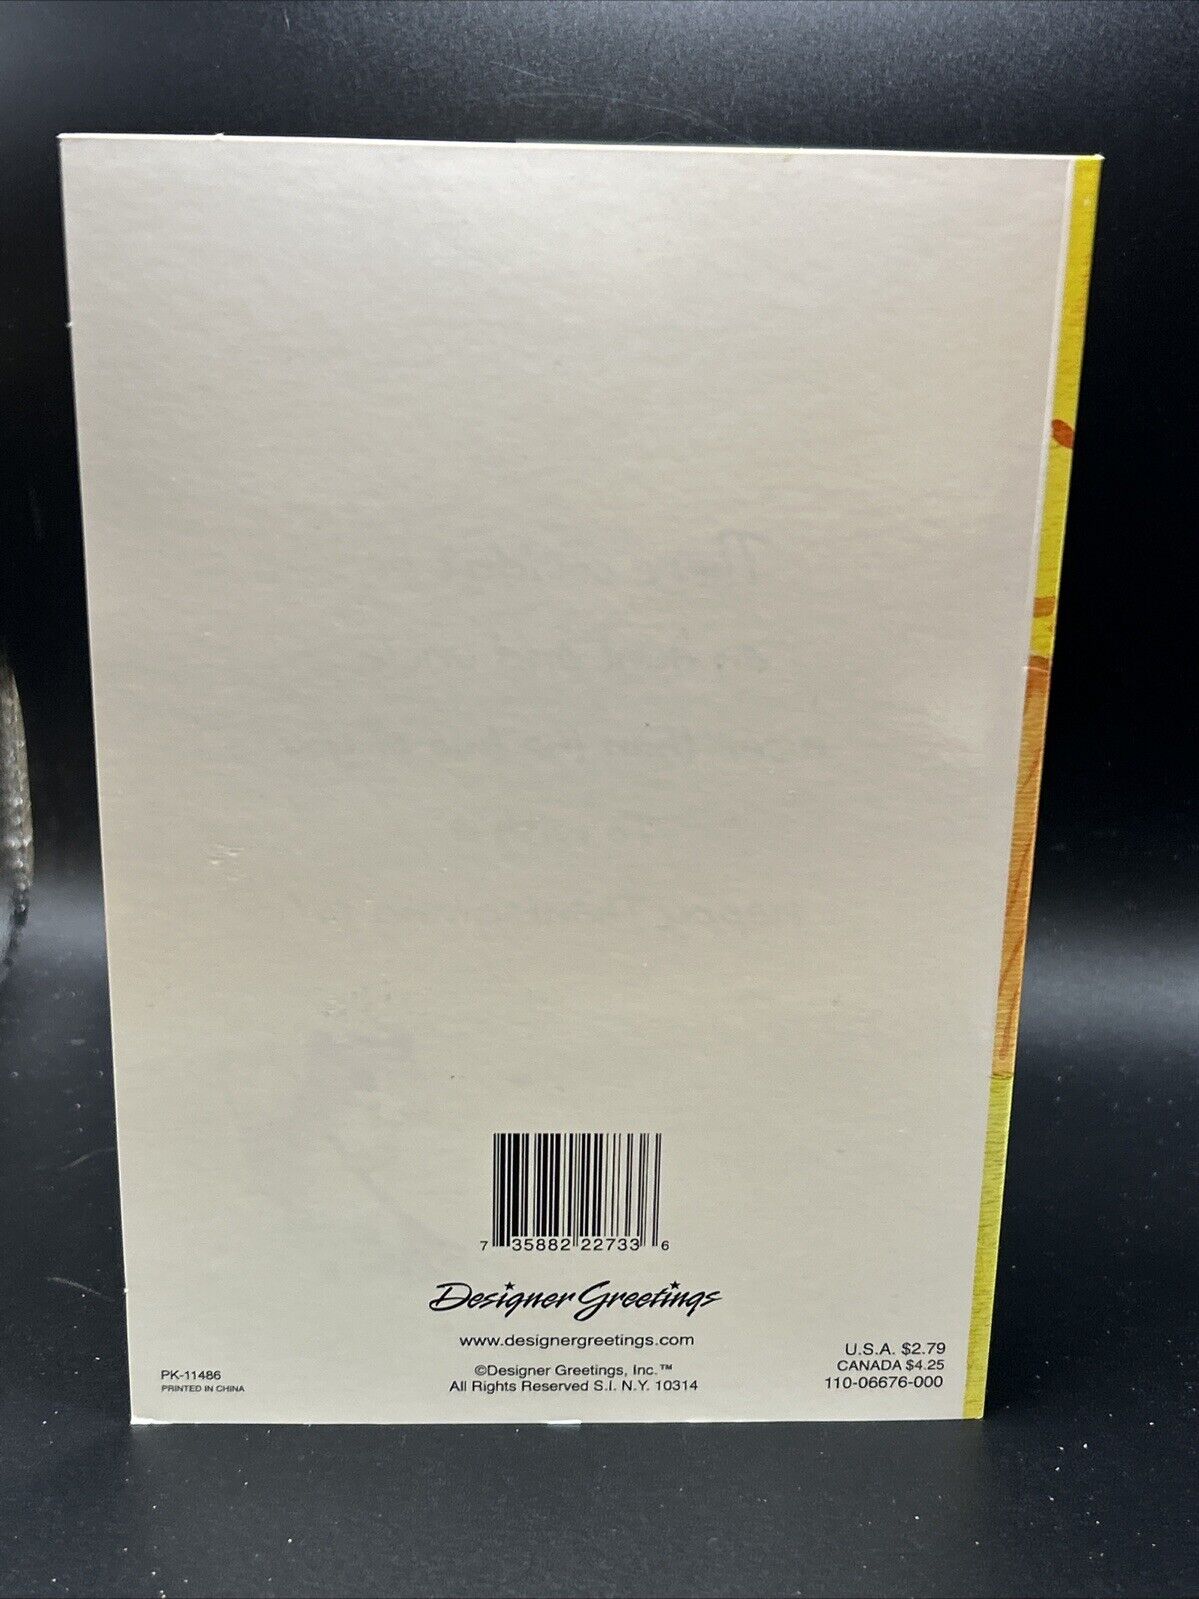 7 35882 22733 6
Designer Greetings
www.designergreetings.com
©Designer Greetings, Inc.™
All Rights Reserved S.I. N.Y. 10314
PK-11486
PRINTED IN CHINA
U.S.A. $2.79
CANADA $4.25
110-06676-000